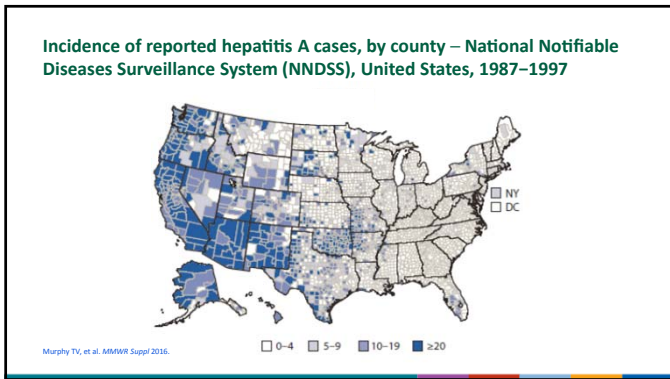 Incidence of reported hepatitis A cases, by county – National Notifiable
Diseases Surveillance System (NNDSS), United States, 1987–1997
NY
DC
0–4 5–9 10–19 ≥20
Murphy TV, et al. MMWR Suppl 2016.